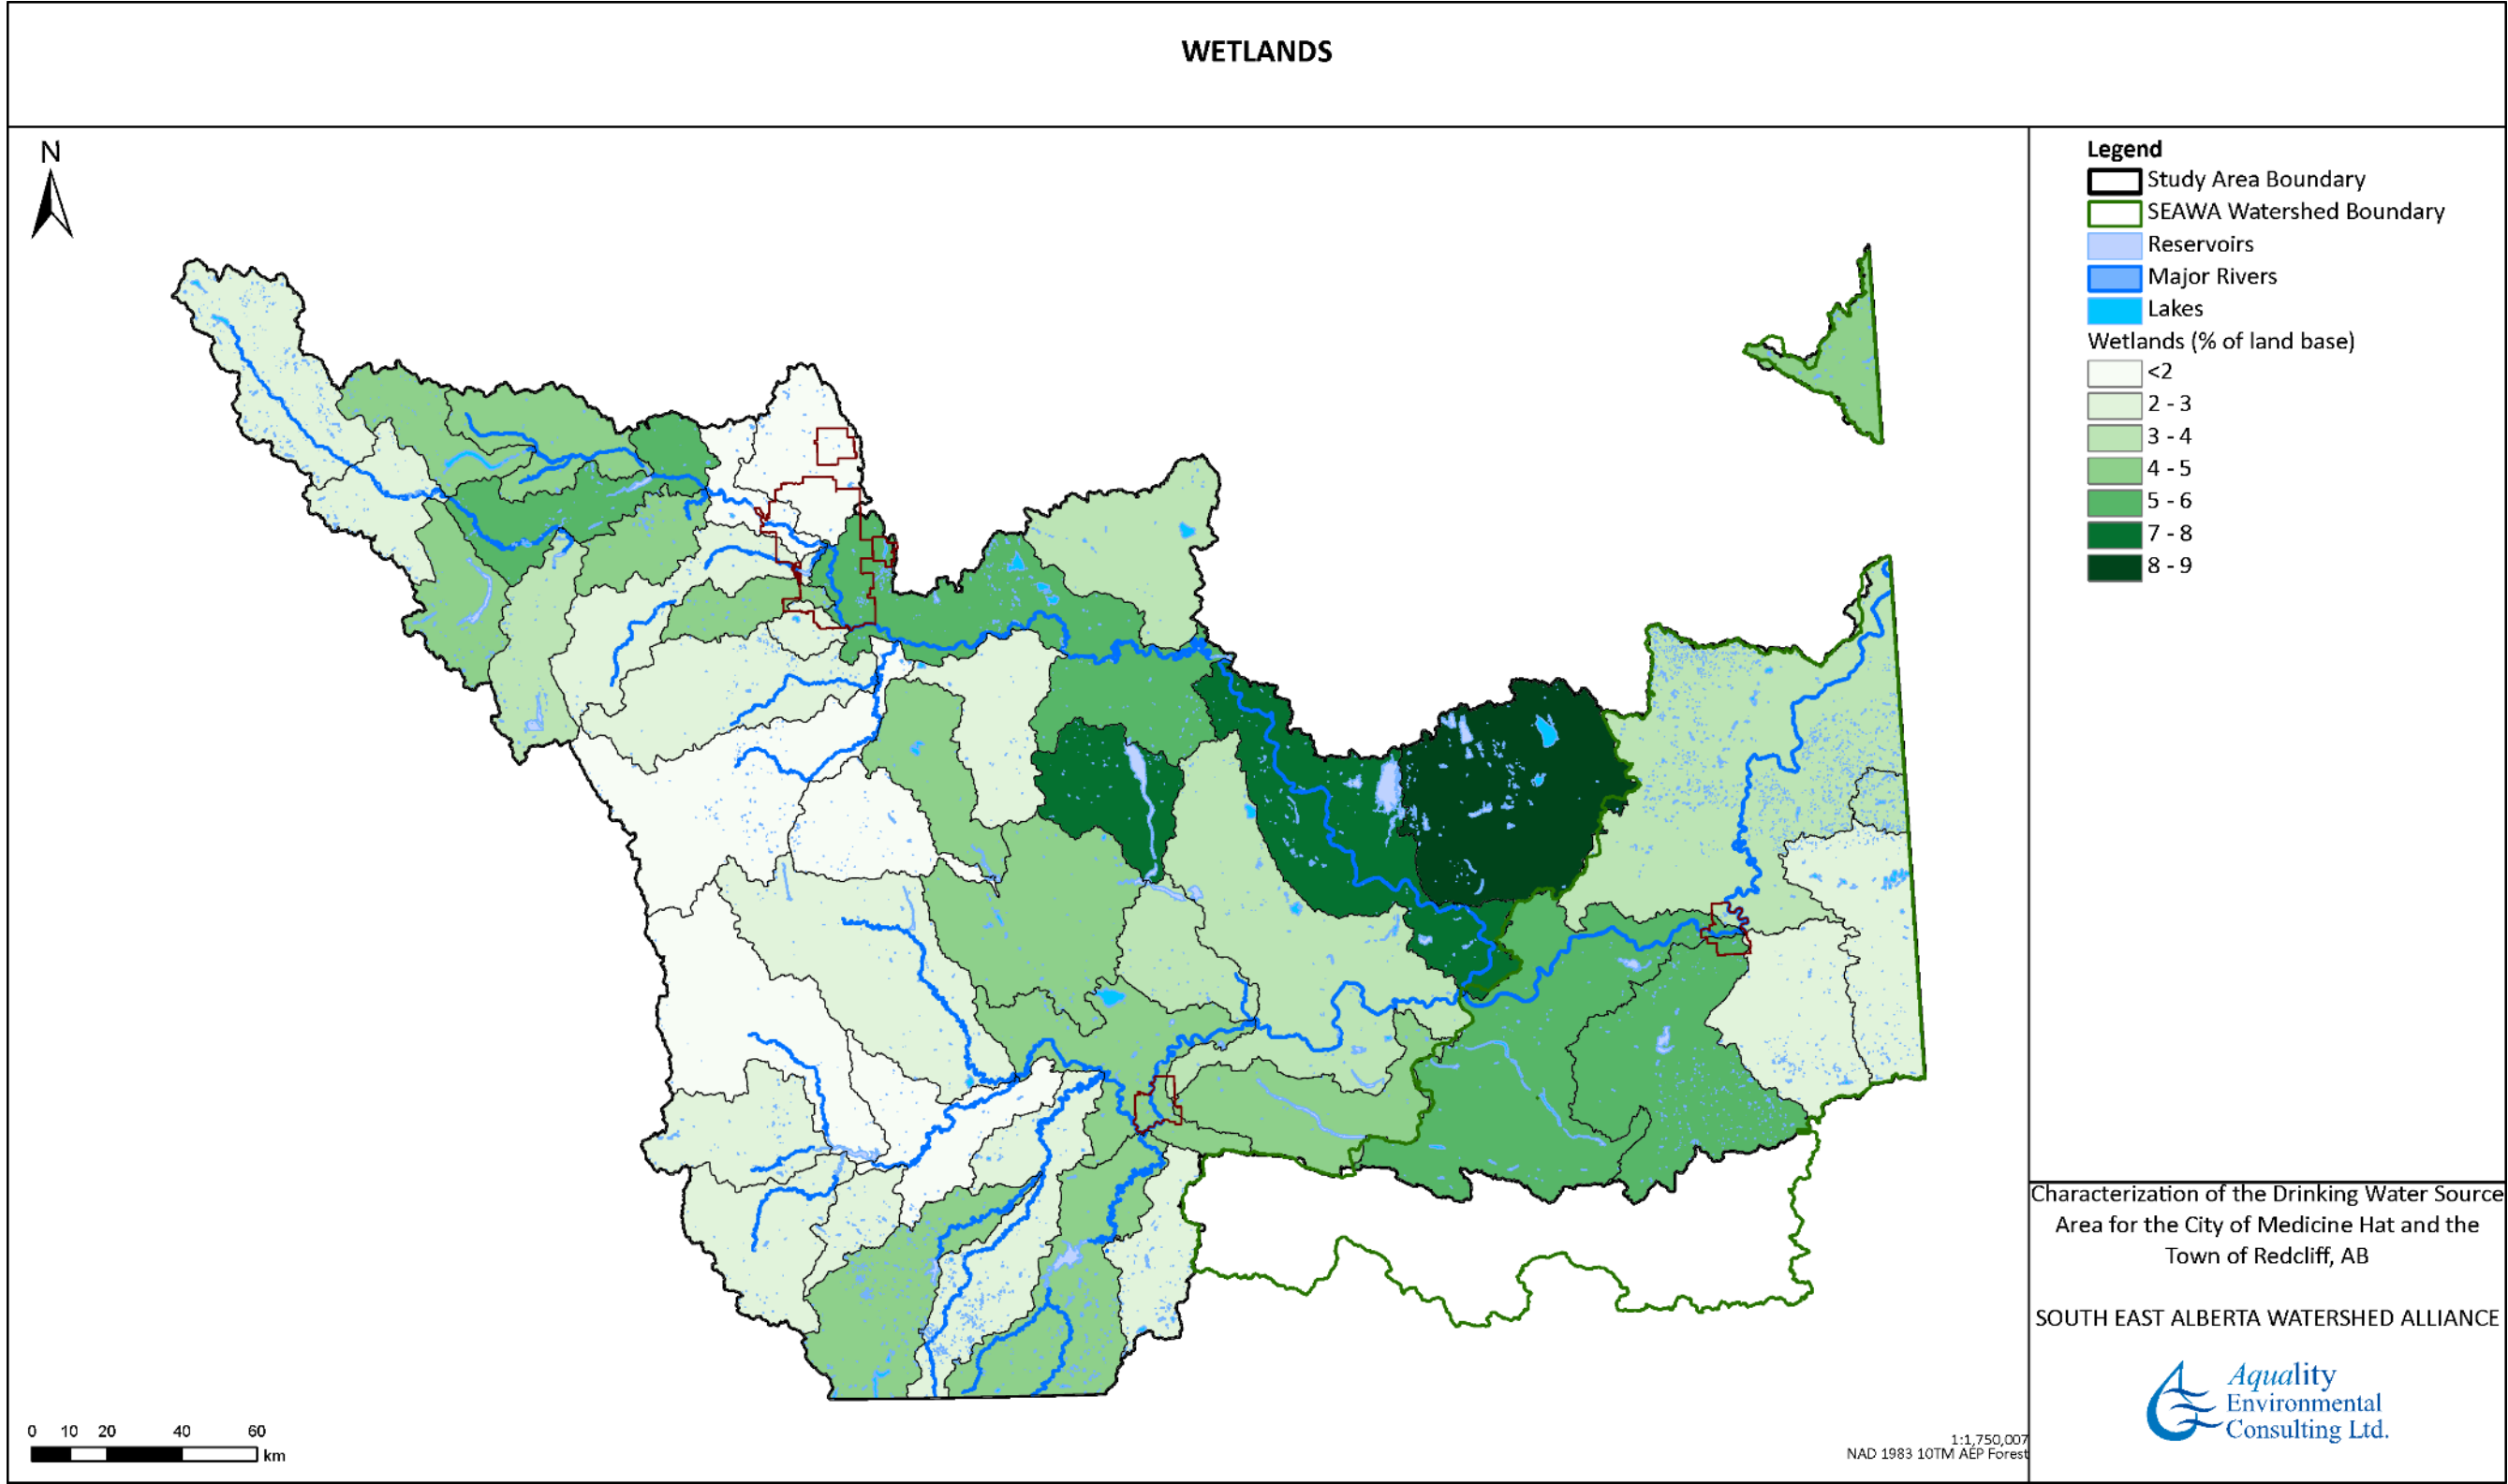 WETLANDS
N
Legend
Study Area Boundary
SEAWA Watershed Boundary
Reservoirs
Major Rivers
Lakes
Wetlands (% of land base)
<2
2 - 3
3 - 4
4 - 5
5 - 6
7 - 8
8 - 9
Characterization of the Drinking Water Source
Area for the City of Medicine Hat and the
Town of Redcliff, AB
SOUTH EAST ALBERTA WATERSHED ALLIANCE
Aquality
Environmental
Consulting Ltd.
0 10 20 40 60
km
1:1,750,007
NAD 1983 10TM AEP Forest